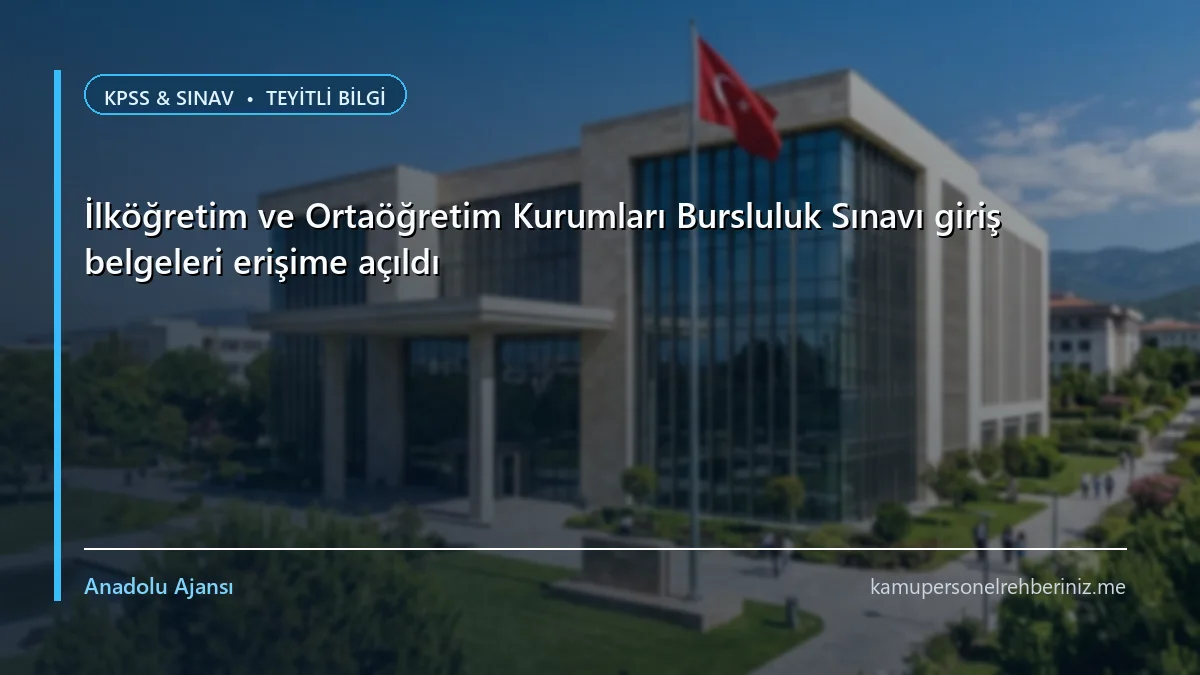 KPSS & SINAV • TEYİTLİ BİLGİ
İlköğretim ve Ortaöğretim Kurumları Bursluluk Sınavı giriş
belgeleri erişime açıldı
Anadolu Ajansı
kamupersonelrehberiniz.me